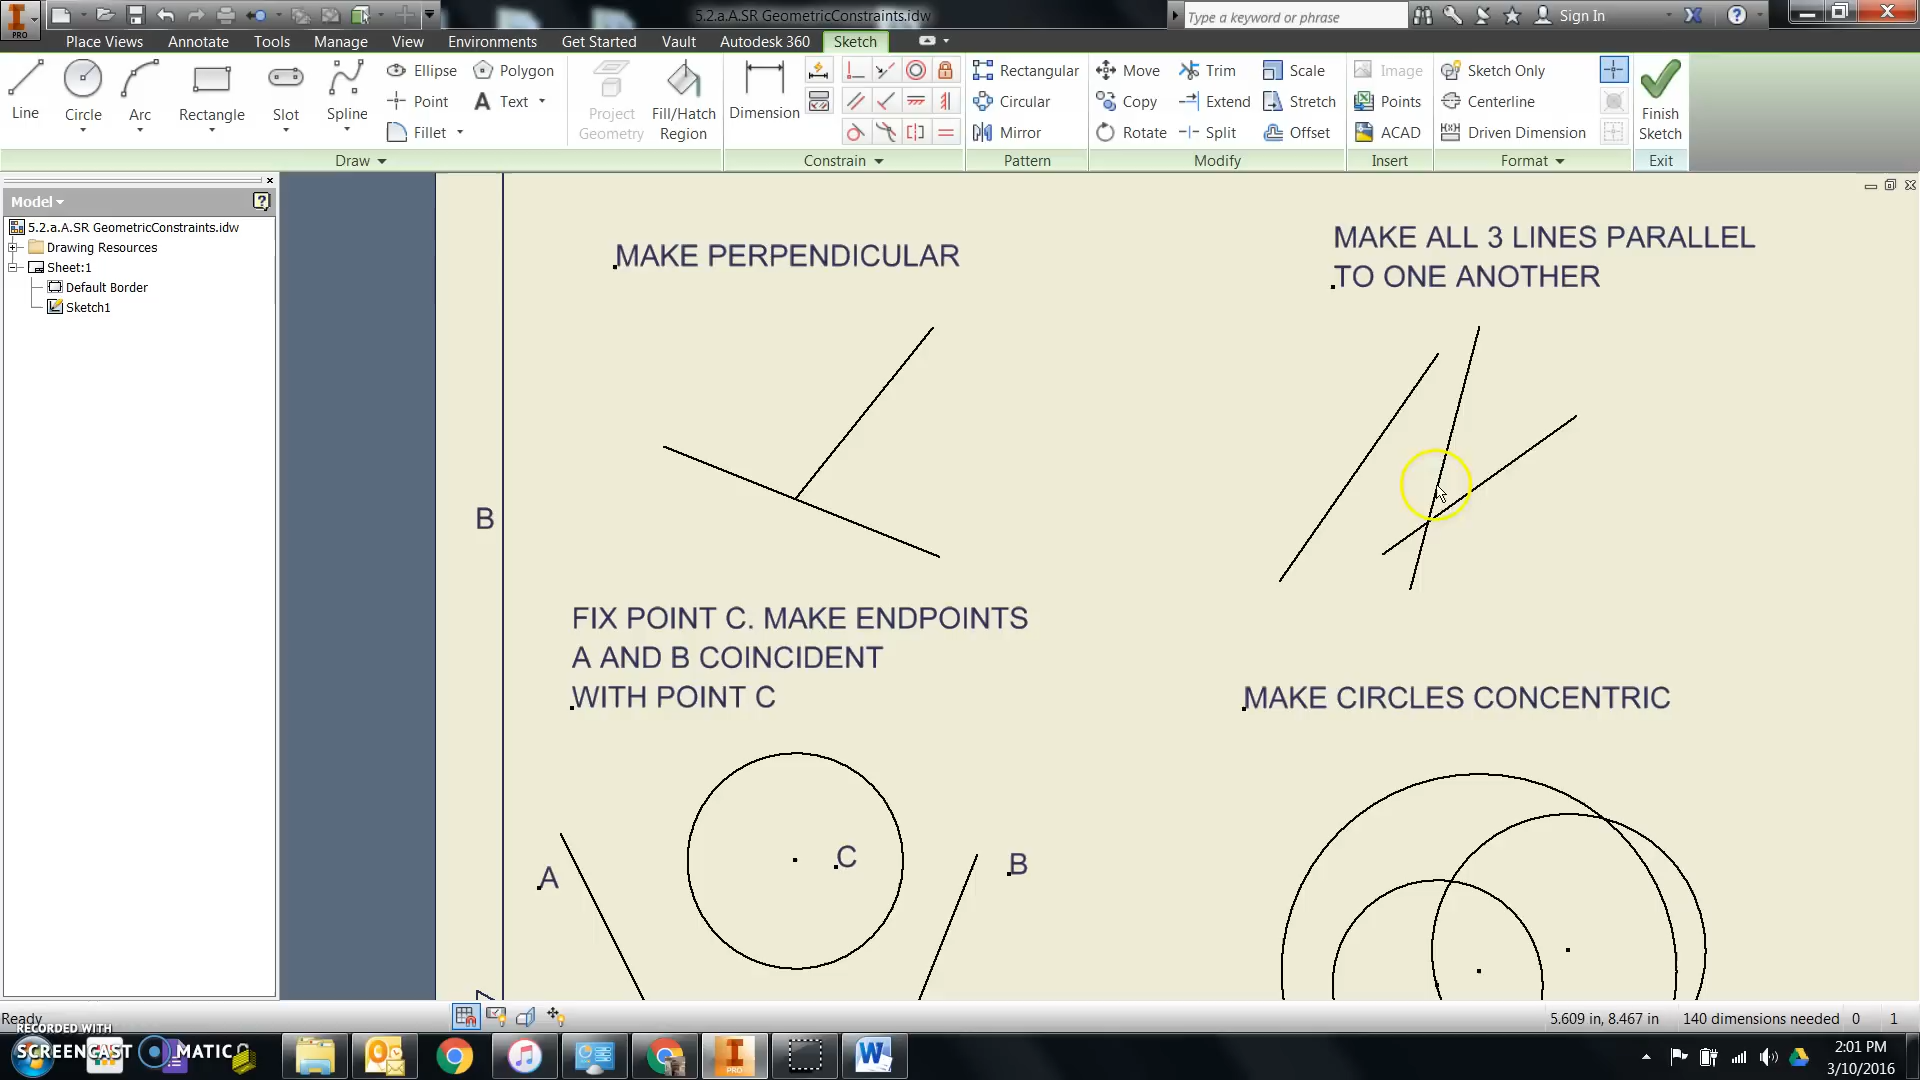 PRO
5.2.a.A.SR GeometricConstraints.idw
Type a keyword or phrase
Sign In
Place Views
Annotate
Tools
Manage
View
Environments
Get Started
Vault
Autodesk 360
Sketch
Line
Circle
Arc
Rectangle
Slot
Spline
Ellipse
Polygon
Point
Text
Fillet
Project
Geometry
Fill/Hatch
Region
Dimension
Rectangular
Circular
Mirror
Move
Trim
Scale
Copy
Extend
Stretch
Rotate
Split
Offset
Image
Points
ACAD
Sketch Only
Centerline
Driven Dimension
Finish
Sketch
Draw
Constrain
Pattern
Modify
Insert
Format
Exit
Model
5.2.a.A.SR GeometricConstraints.idw
Drawing Resources
Sheet:1
Default Border
Sketch1
MAKE PERPENDICULAR
MAKE ALL 3 LINES PARALLEL
TO ONE ANOTHER
B
FIX POINT C. MAKE ENDPOINTS
A AND B COINCIDENT
WITH POINT C
MAKE CIRCLES CONCENTRIC
A
C
B
Ready
5.609 in, 8.467 in
140 dimensions needed
0
1
RECORDED WITH
SCREENCAST MATIC
PRO
2:01 PM
3/10/2016